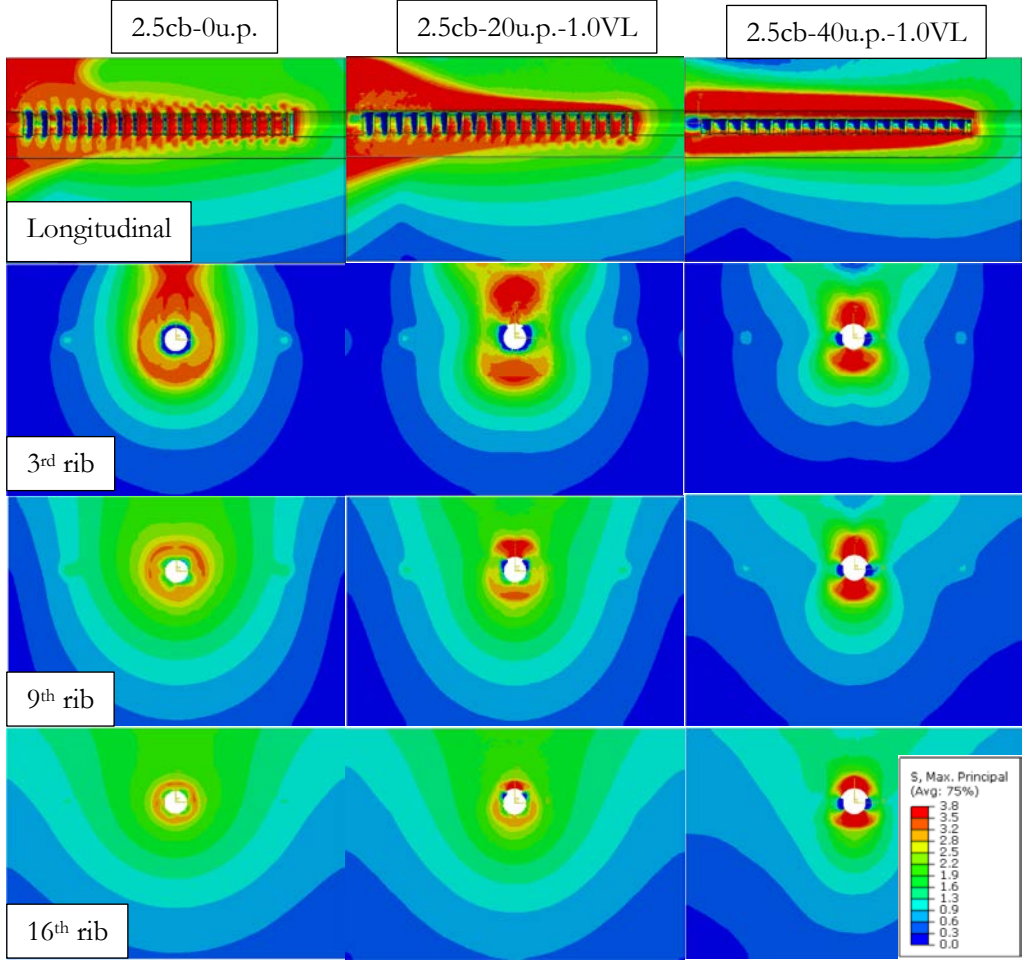 2.5cb-0u.p.
2.5cb-20u.p.-1.0VL
2.5cb-40u.p.-1.0VL
Longitudinal
3rd rib
9th rib
16th rib
S, Max. Principal
(Avg: 75%)
3.8
3.5
3.2
2.8
2.5
2.2
1.9
1.6
1.3
0.9
0.6
0.3
0.0